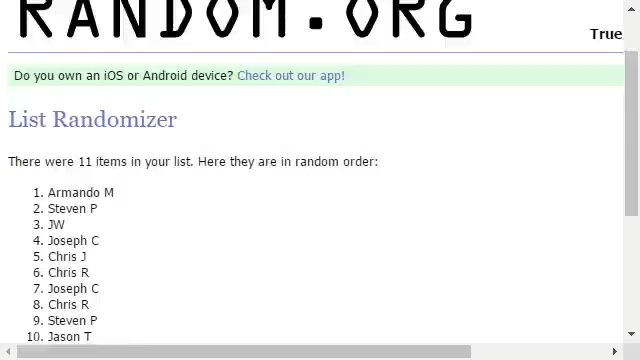 RANDOM.ORG
True
Do you own an iOS or Android device? Check out our app!
List Randomizer
There were 11 items in your list. Here they are in random order:
1. Armando M
2. Steven P
3. JW
4. Joseph C
5. Chris J
6. Chris R
7. Joseph C
8. Chris R
9. Steven P
10. Jason T